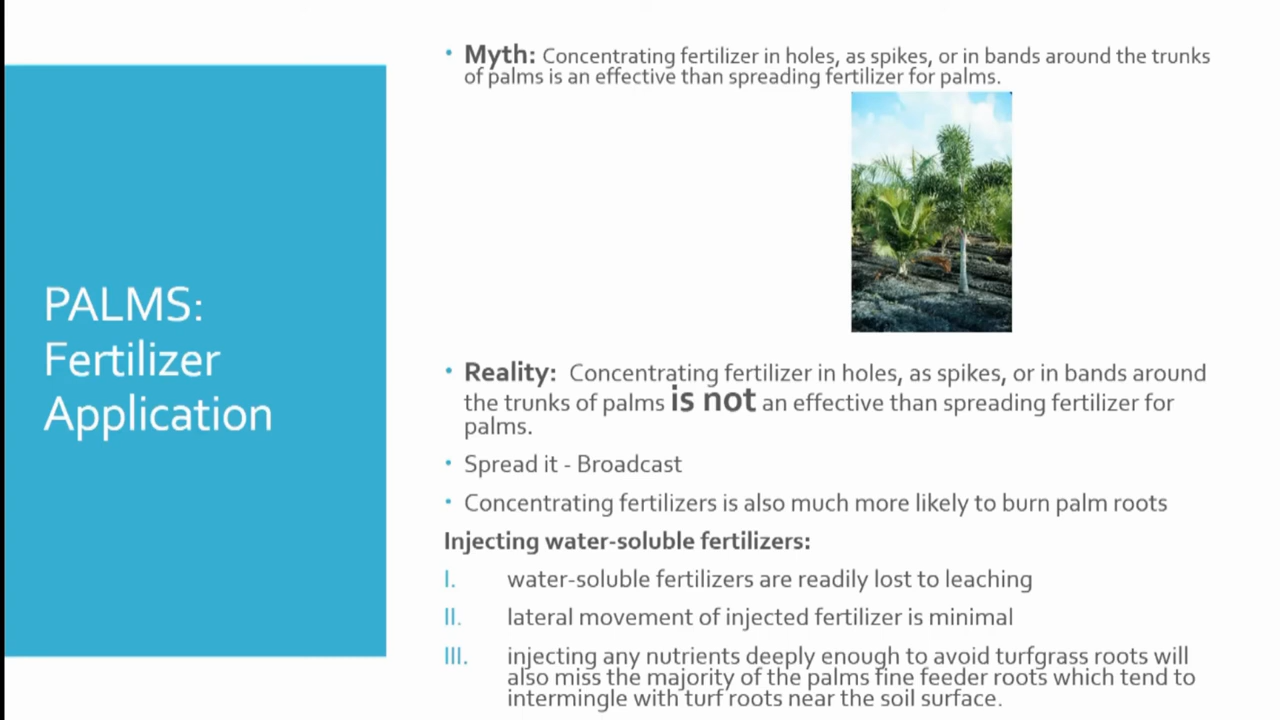 PALMS:
Fertilizer
Application
• Myth: Concentrating fertilizer in holes, as spikes, or in bands around the trunks
of palms is an effective than spreading fertilizer for palms.
• Reality: Concentrating fertilizer in holes, as spikes, or in bands around
the trunks of palms is not an effective than spreading fertilizer for
palms.
• Spread it - Broadcast
• Concentrating fertilizers is also much more likely to burn palm roots
Injecting water-soluble fertilizers:
I. water-soluble fertilizers are readily lost to leaching
II. lateral movement of injected fertilizer is minimal
III. injecting any nutrients deeply enough to avoid turfgrass roots will
also miss the majority of the palms fine feeder roots which tend to
intermingle with turf roots near the soil surface.